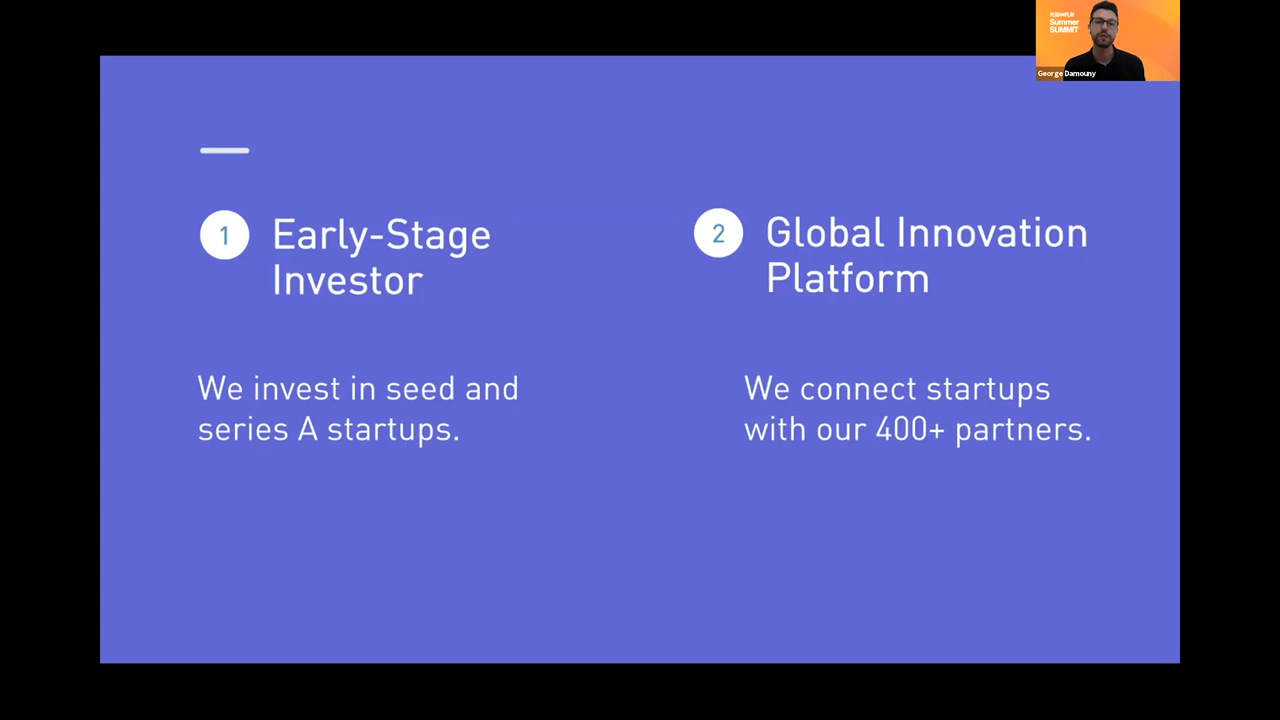 PLUGANDPLAY
Summer
SUMMIT
George Damouny
1
Early-Stage
Investor
We invest in seed and
series A startups.
2
Global Innovation
Platform
We connect startups
with our 400+ partners.